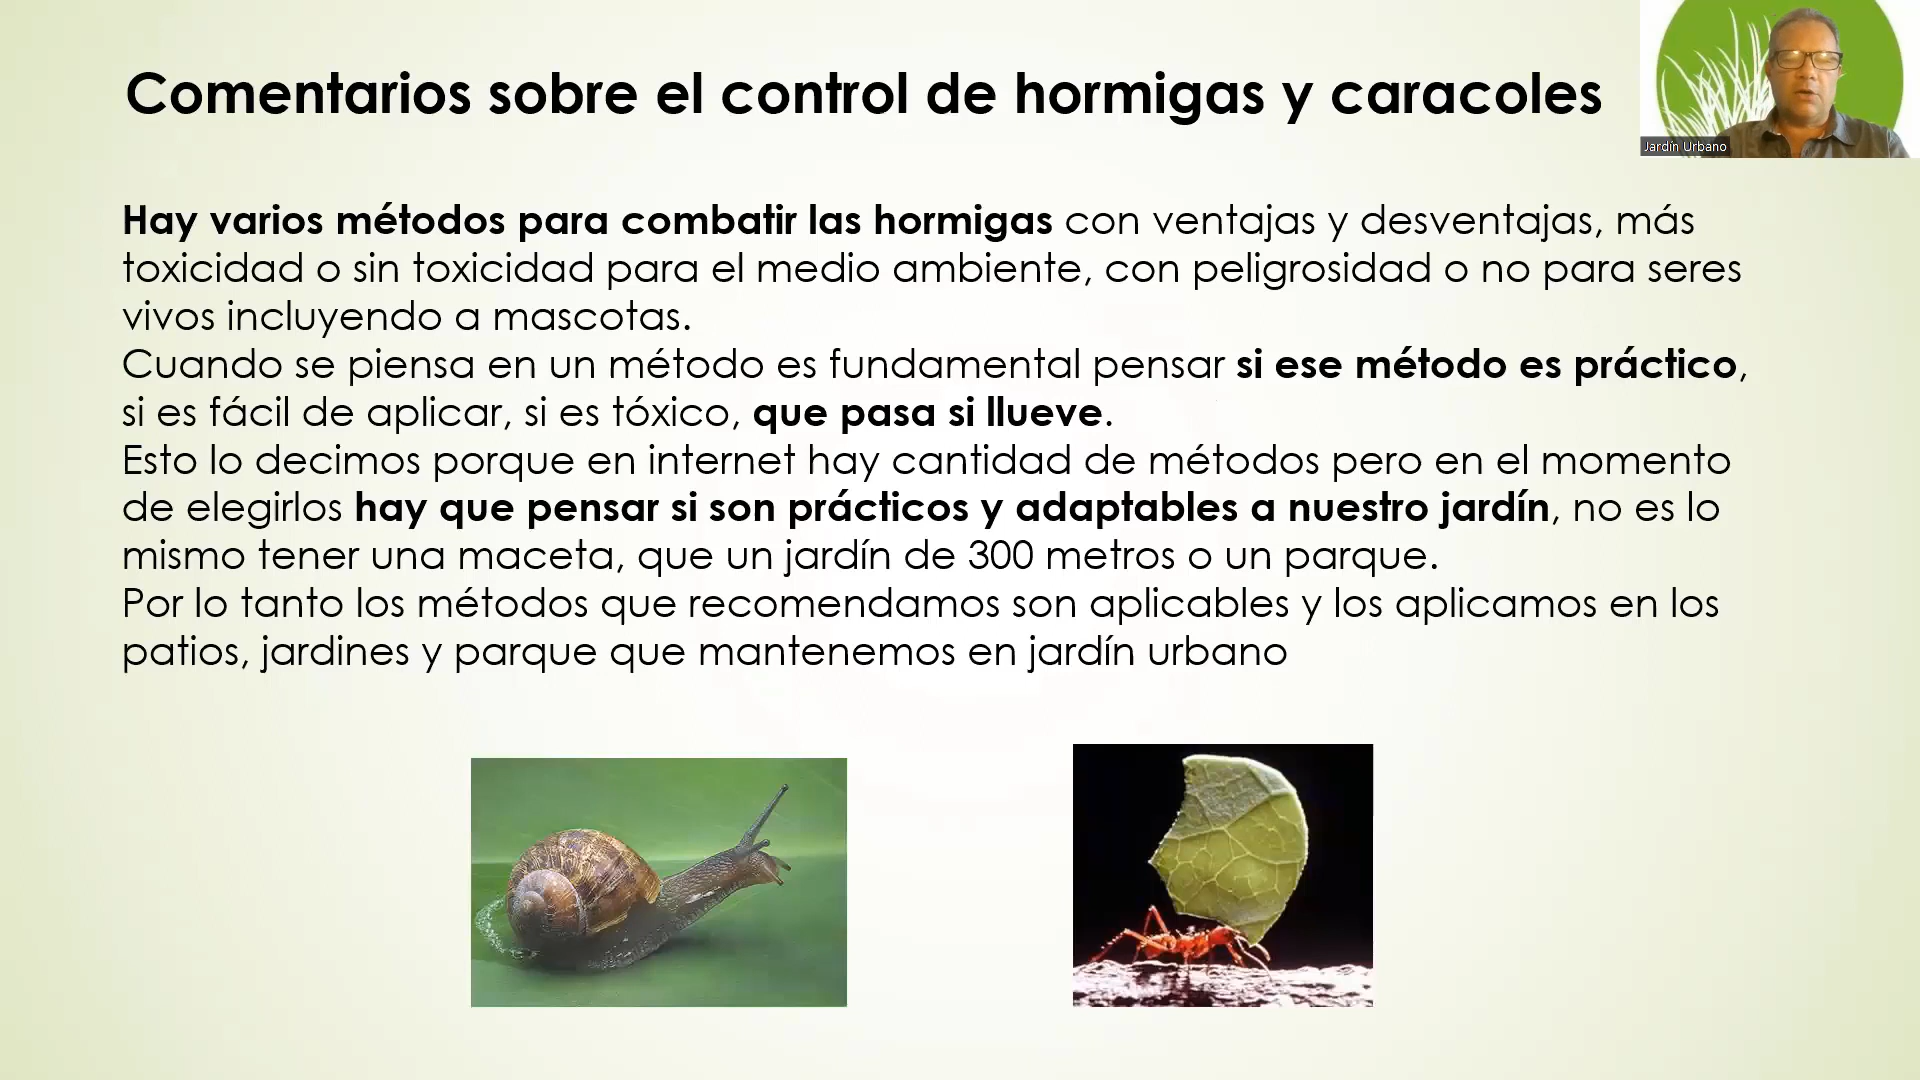 Comentarios sobre el control de hormigas y caracoles
Jardín Urbano
Hay varios métodos para combatir las hormigas con ventajas y desventajas, más
toxicidad o sin toxicidad para el medio ambiente, con peligrosidad o no para seres
vivos incluyendo a mascotas.
Cuando se piensa en un método es fundamental pensar si ese método es práctico,
si es fácil de aplicar, si es tóxico, que pasa si llueve.
Esto lo decimos porque en internet hay cantidad de métodos pero en el momento
de elegirlos hay que pensar si son prácticos y adaptables a nuestro jardín, no es lo
mismo tener una maceta, que un jardín de 300 metros o un parque.
Por lo tanto los métodos que recomendamos son aplicables y los aplicamos en los
patios, jardines y parque que mantenemos en jardín urbano